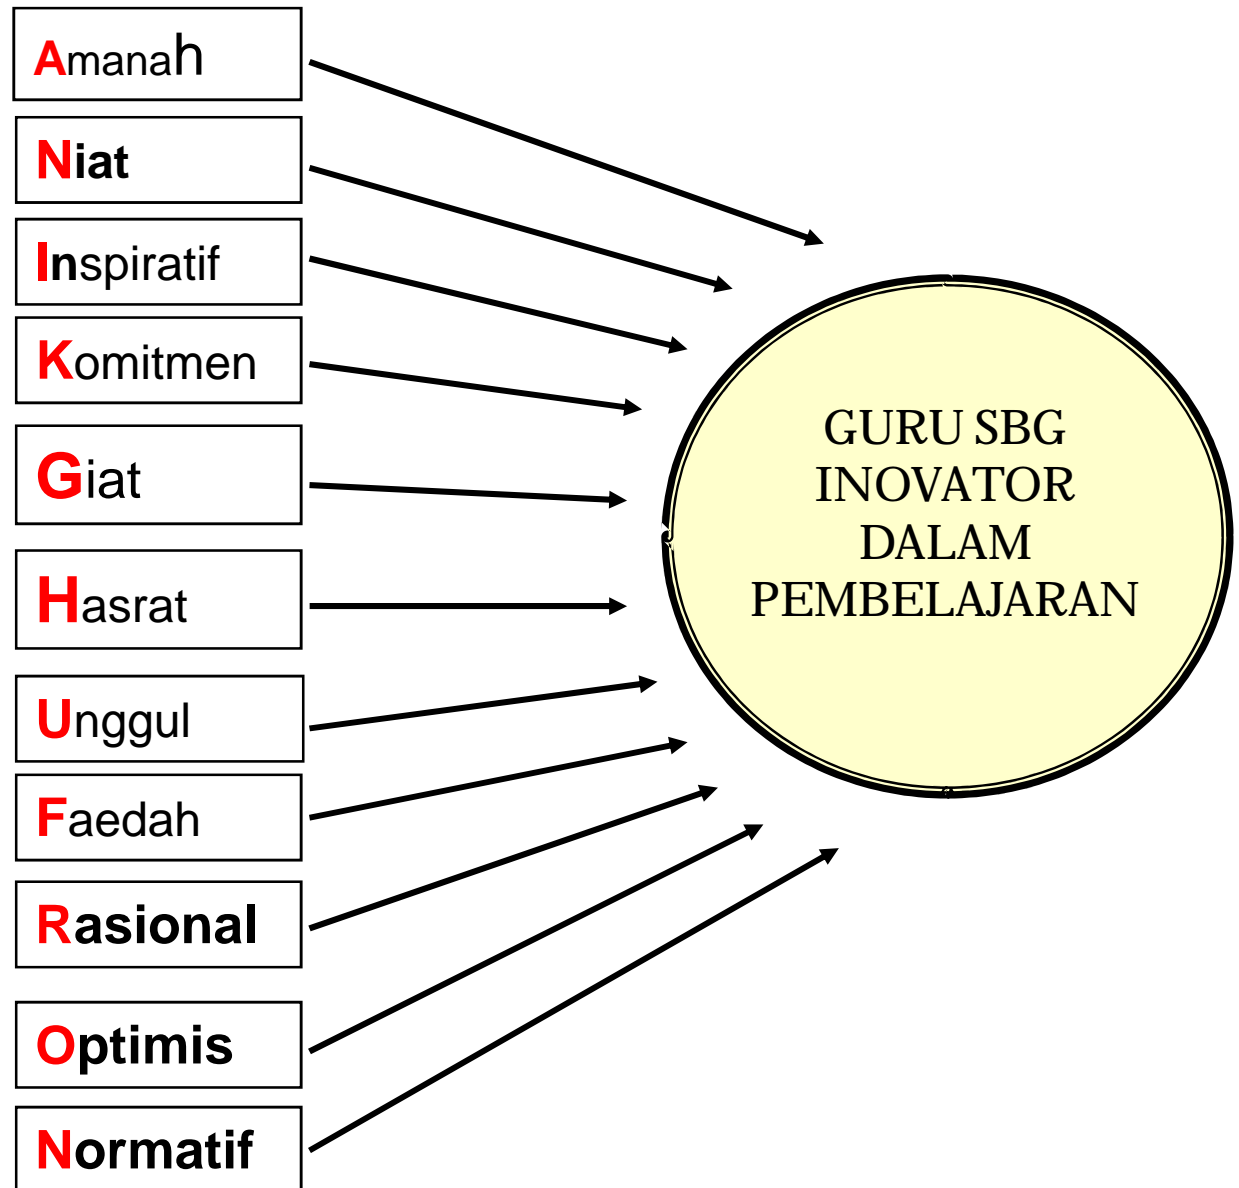 Amanah
Niat
Inspiratif
Komitmen
Giat
Hasrat
Unggul
Faedah
Rasional
Optimis
Normatif
GURU SBG
INOVATOR
DALAM
PEMBELAJARAN